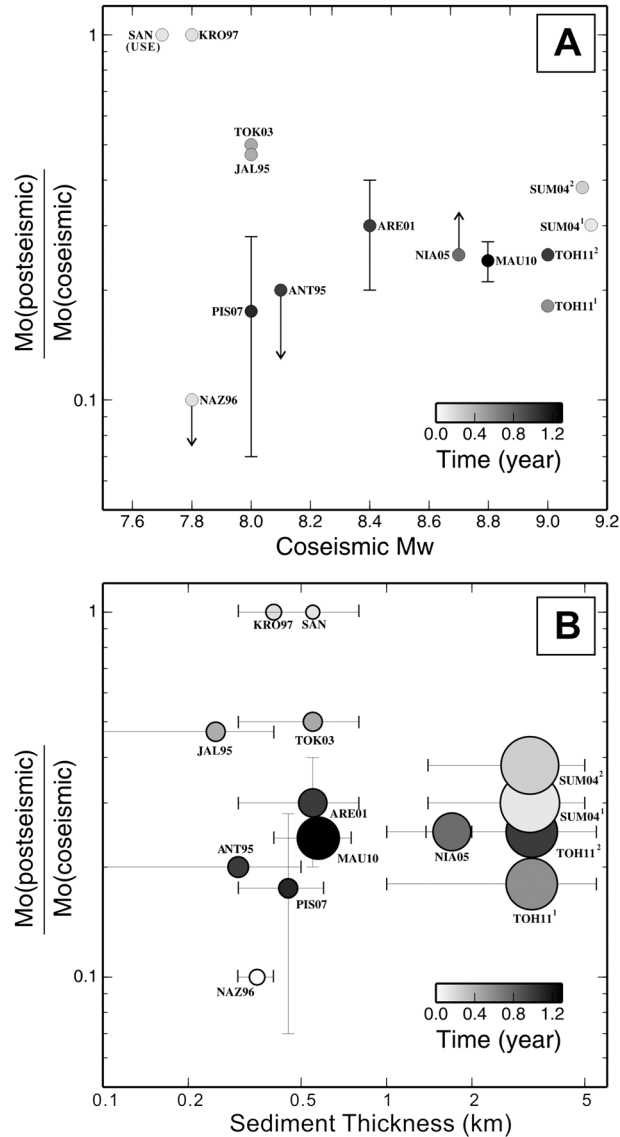 A
1
SAN
(USE)
KRO97
TOK03
JAL95
SUM04²
SUM04¹
ARE01
NIA05
MAU10
TOH11²
TOH11¹
ANT95
PIS07
NAZ96
0.1
Mo(postseismic)
Mo(coseismic)
0.0 0.4 0.8 1.2
Time (year)
7.6 7.8 8.0 8.2 8.4 8.6 8.8 9.0 9.2
Coseismic Mw
B
1
KRO97 SAN
TOK03
JAL95
SUM04²
ARE01
SUM04¹
ANT95
MAU10
NIA05
TOH11²
PIS07
TOH11¹
NAZ96
0.1
Mo(postseismic)
Mo(coseismic)
0.0 0.4 0.8 1.2
Time (year)
0.1 0.2 0.5 1 2 5
Sediment Thickness (km)